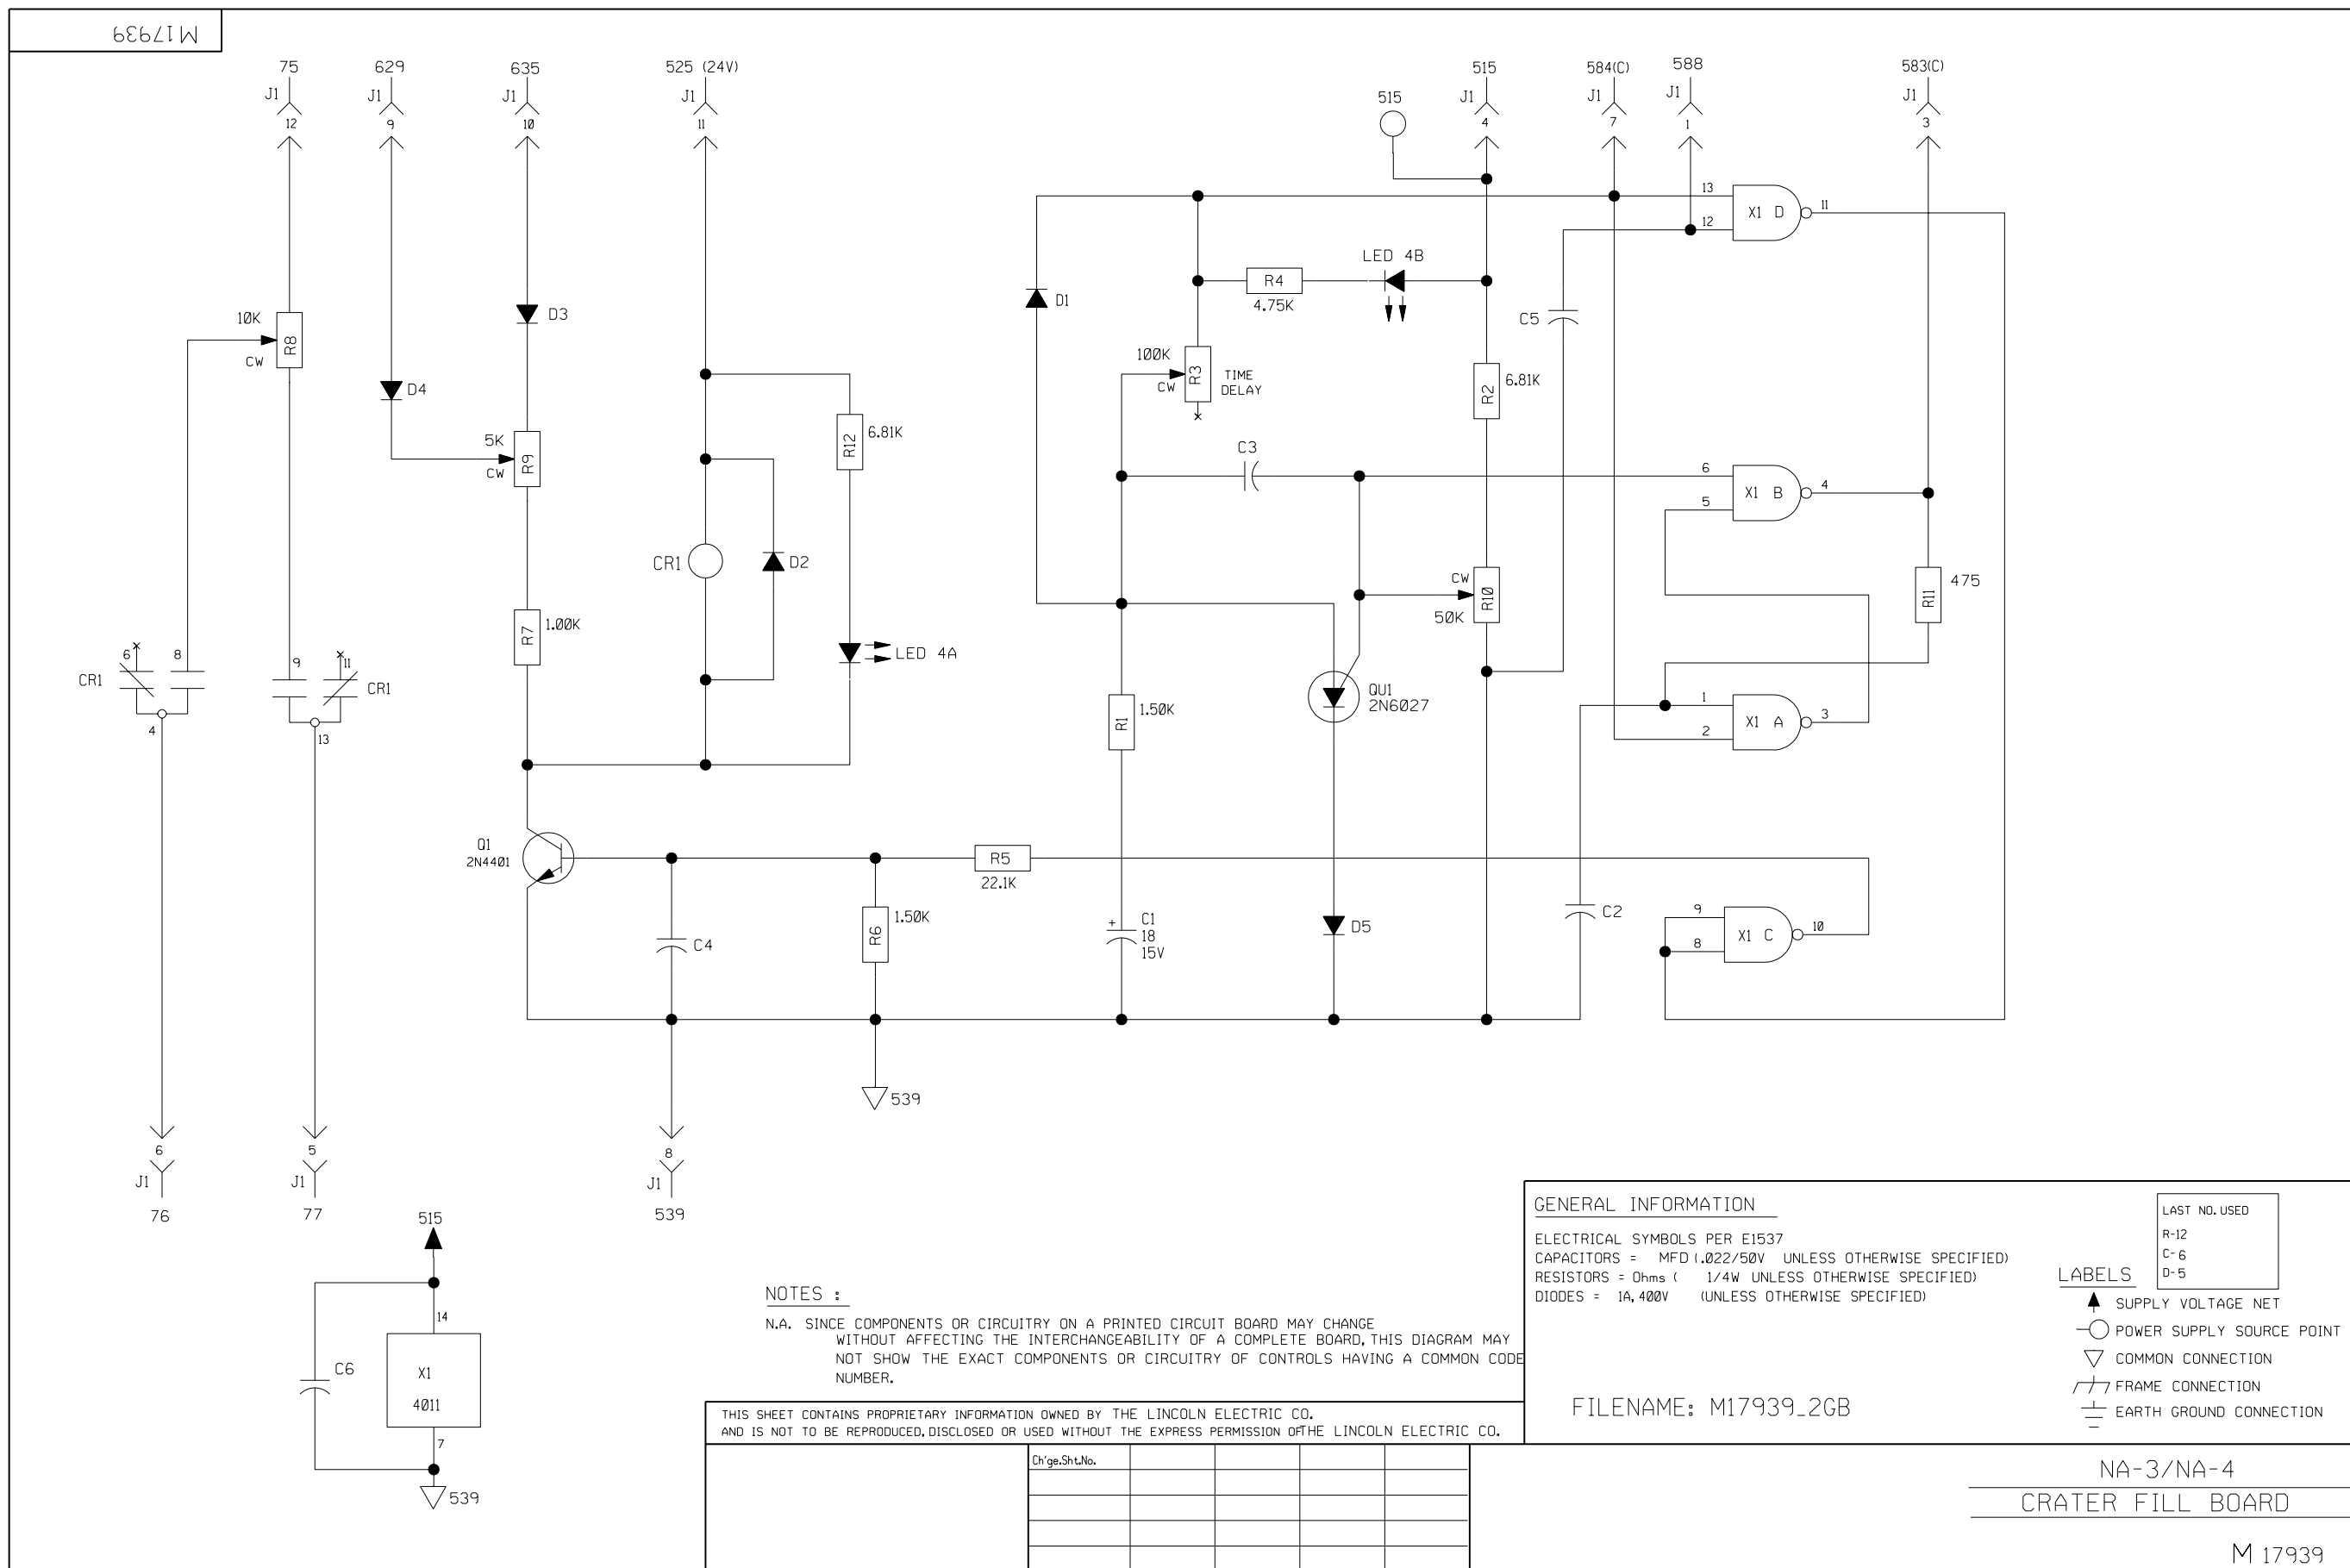 M17939
75
629
635
525 (24V)
515
515
584(C)
588
583(C)
J1
J1
J1
J1
J1
J1
J1
J1
12
9
10
11
4
7
1
3
13
12
X1 D
11
LED 4B
R4
4.75K
D1
C5
10K
CW
R8
D3
D4
100K
CW
R3
TIME
DELAY
R2
6.81K
5K
CW
R9
R12
6.81K
C3
6
5
X1 B
4
CR1
D2
CW
50K
R10
R11
475
R7
1.00K
LED 4A
CR1
6
8
9
11
CR1
4
13
R1
1.50K
QU1
2N6027
1
2
X1 A
3
Q1
2N4401
R5
22.1K
C4
R6
1.50K
+
C1
18
15V
D5
C2
9
8
X1 C
10
539
6
J1
76
5
J1
77
8
J1
539
515
14
C6
X1
4011
7
539
NOTES :
N.A. SINCE COMPONENTS OR CIRCUITRY ON A PRINTED CIRCUIT BOARD MAY CHANGE
WITHOUT AFFECTING THE INTERCHANGEABILITY OF A COMPLETE BOARD, THIS DIAGRAM MAY
NOT SHOW THE EXACT COMPONENTS OR CIRCUITRY OF CONTROLS HAVING A COMMON CODE
NUMBER.
GENERAL INFORMATION
ELECTRICAL SYMBOLS PER E1537
CAPACITORS = MFD (.022/50V UNLESS OTHERWISE SPECIFIED)
RESISTORS = Ohms ( 1/4W UNLESS OTHERWISE SPECIFIED)
DIODES = 1A, 400V (UNLESS OTHERWISE SPECIFIED)
FILENAME: M17939_2GB
LAST NO. USED
R-12
C-6
D-5
LABELS
SUPPLY VOLTAGE NET
POWER SUPPLY SOURCE POINT
COMMON CONNECTION
FRAME CONNECTION
EARTH GROUND CONNECTION
THIS SHEET CONTAINS PROPRIETARY INFORMATION OWNED BY THE LINCOLN ELECTRIC CO.
AND IS NOT TO BE REPRODUCED, DISCLOSED OR USED WITHOUT THE EXPRESS PERMISSION OF THE LINCOLN ELECTRIC CO.
Ch'ge.Sht.No.
NA-3/NA-4
CRATER FILL BOARD
M 17939